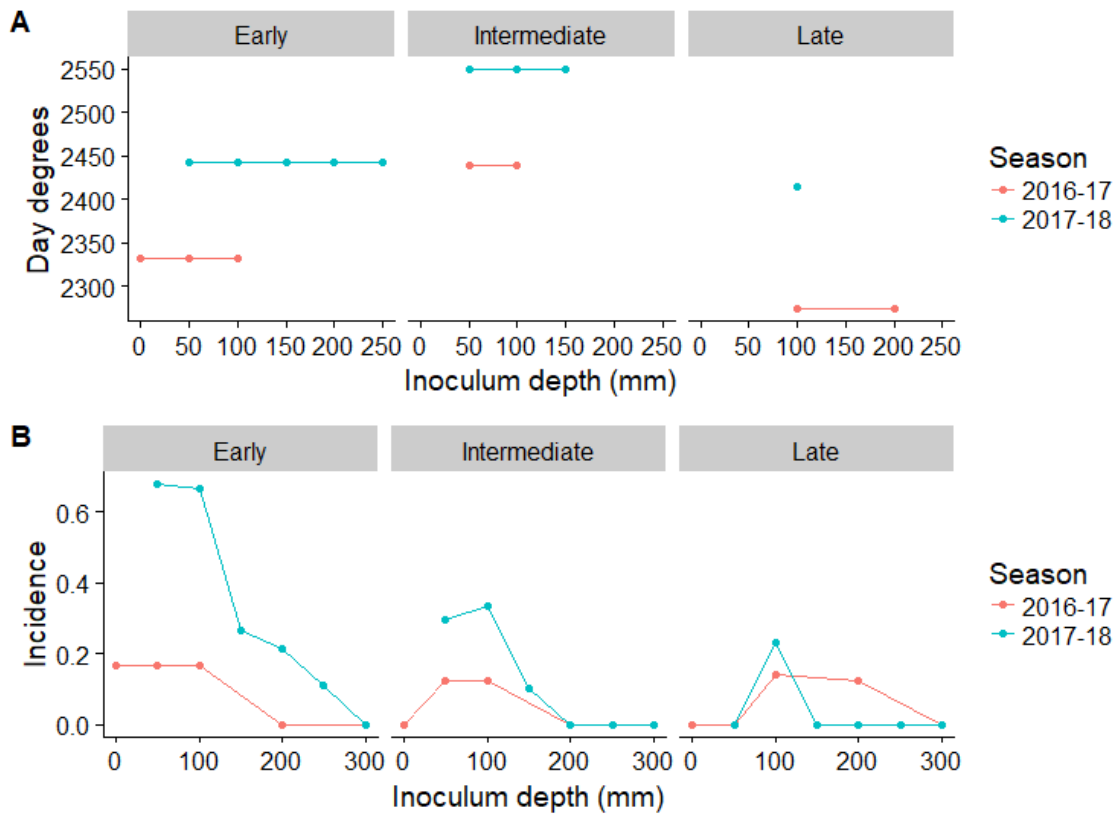 A
Early Intermediate Late
2550
2500
2450
2400
2350
2300
Day degrees
0 50 100 150 200 250 0 50 100 150 200 250 0 50 100 150 200 250
Inoculum depth (mm)
Season
2016-17
2017-18
B
Early Intermediate Late
0.6
0.4
0.2
0.0
Incidence
0 100 200 300 0 100 200 300 0 100 200 300
Inoculum depth (mm)
Season
2016-17
2017-18